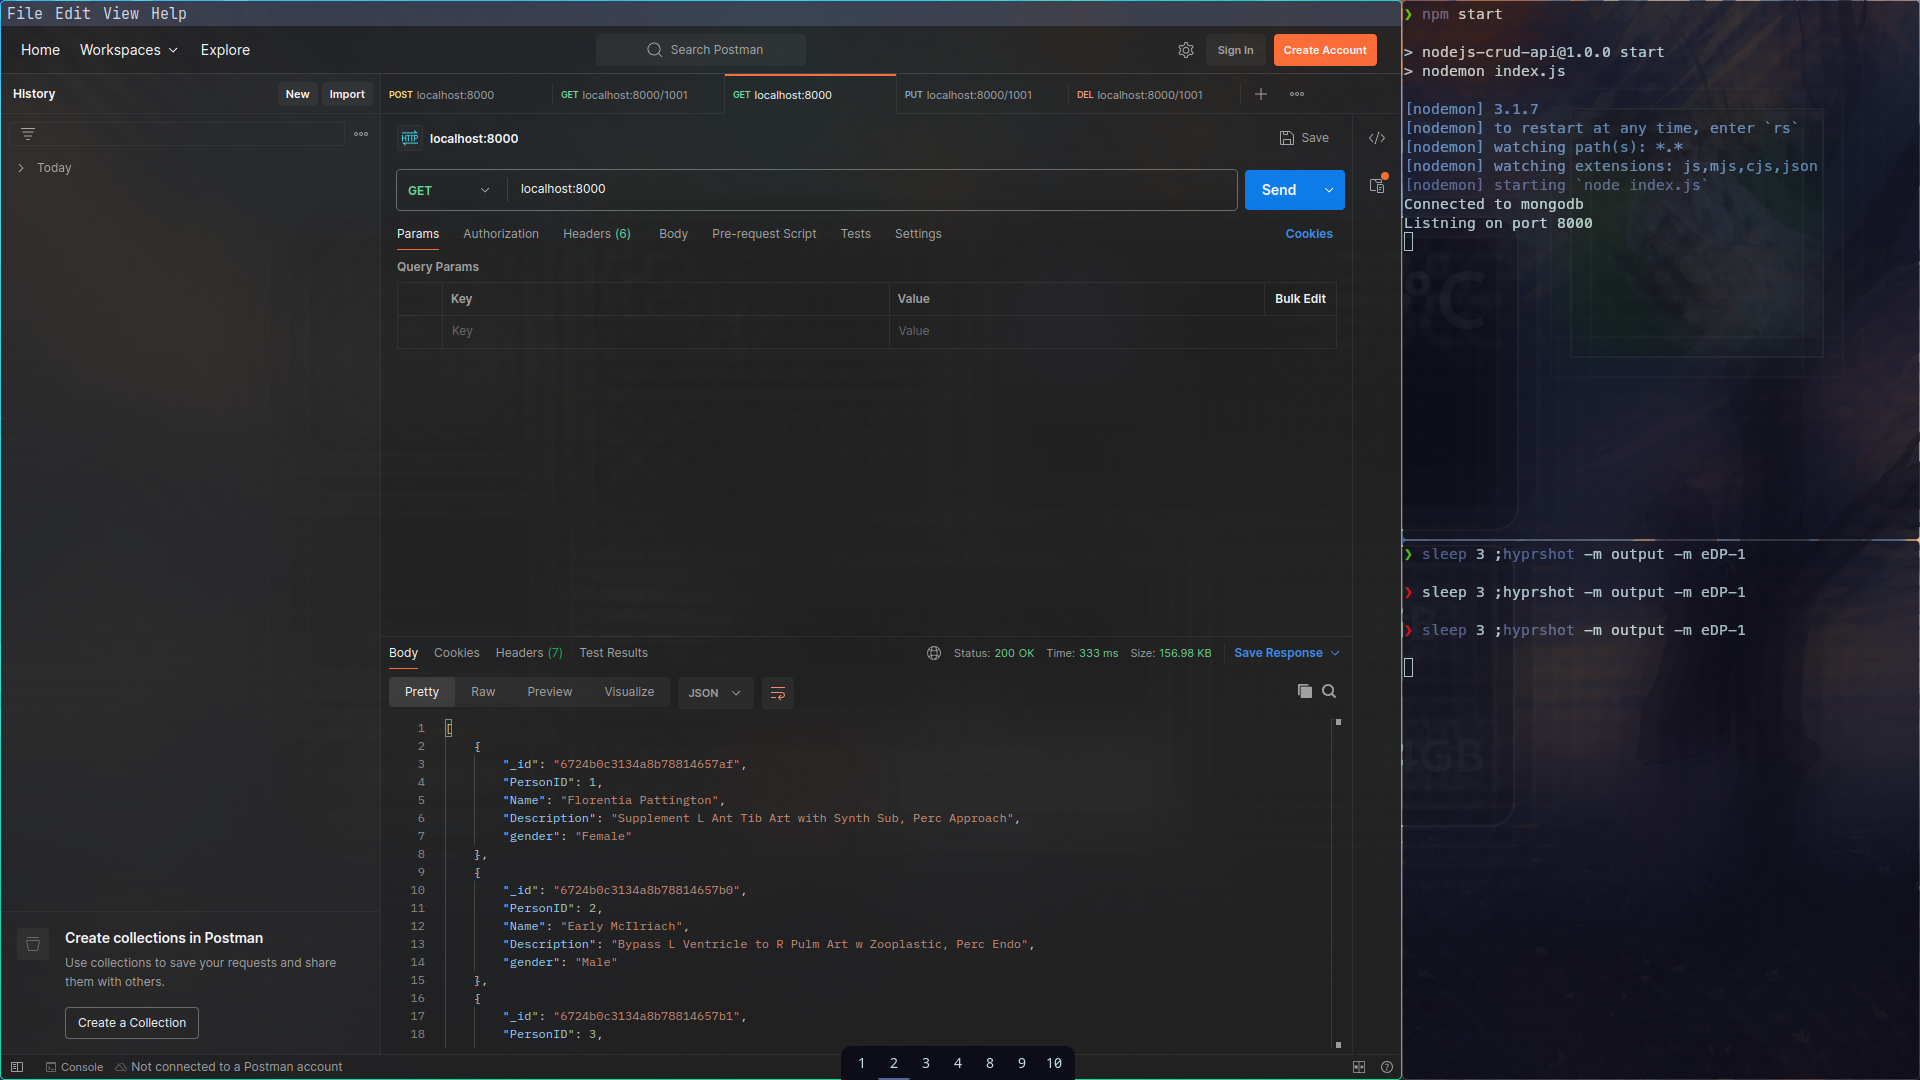 File Edit View Help
Home Workspaces Explore
Search Postman
Sign In Create Account
History New Import
POST localhost:8000
GET localhost:8000/1001
GET localhost:8000
PUT localhost:8000/1001
DEL localhost:8000/1001
Today
HTTP localhost:8000
Save
GET localhost:8000
Send
Params Authorization Headers (6) Body Pre-request Script Tests Settings
Cookies
Query Params
Key Value Bulk Edit
Key Value
Body Cookies Headers (7) Test Results
Status: 200 OK Time: 333 ms Size: 156.98 KB Save Response
Pretty Raw Preview Visualize JSON
1 [
2 {
3 "_id": "6724b0c3134a8b78814657af",
4 "PersonID": 1,
5 "Name": "Florentia Pattington",
6 "Description": "Supplement L Ant Tib Art with Synth Sub, Perc Approach",
7 "gender": "Female"
8 },
9 {
10 "_id": "6724b0c3134a8b78814657b0",
11 "PersonID": 2,
12 "Name": "Early McIlriach",
13 "Description": "Bypass L Ventricle to R Pulm Art w Zooplastic, Perc Endo",
14 "gender": "Male"
15 },
16 {
17 "_id": "6724b0c3134a8b78814657b1",
18 "PersonID": 3,
Create collections in Postman
Use collections to save your requests and share
them with others.
Create a Collection
Console Not connected to a Postman account
1 2 3 4 8 9 10
❯ npm start
> nodejs-crud-api@1.0.0 start
> nodemon index.js
[nodemon] 3.1.7
[nodemon] to restart at any time, enter `rs`
[nodemon] watching path(s): *.*
[nodemon] watching extensions: js,mjs,cjs,json
[nodemon] starting `node index.js`
Connected to mongodb
Listning on port 8000
°C
❯ sleep 3 ;hyprshot -m output -m eDP-1
❯ sleep 3 ;hyprshot -m output -m eDP-1
❯ sleep 3 ;hyprshot -m output -m eDP-1
GB